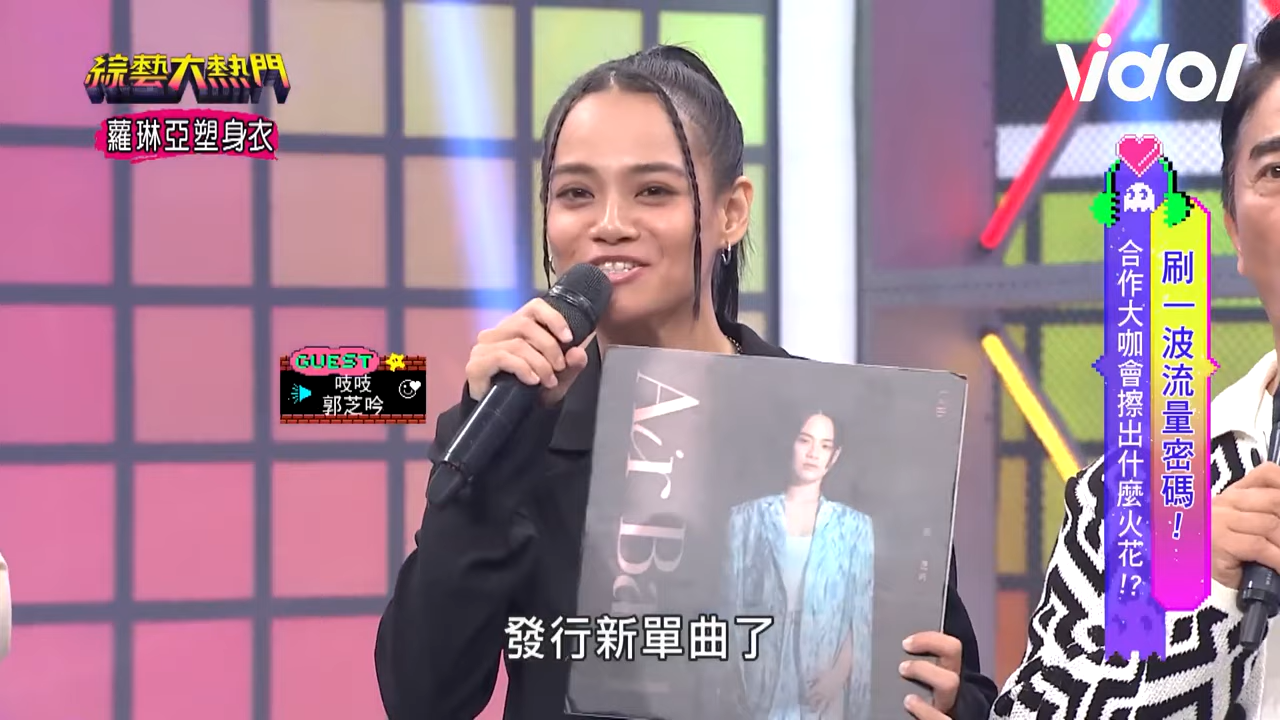 綜藝大熱門
蘿琳亞塑身衣
Vidol
刷一波流量密碼!
合作大咖會擦出什麼火花!?
GUEST
吱吱
郭芝吟
Air Ba
發行新單曲了